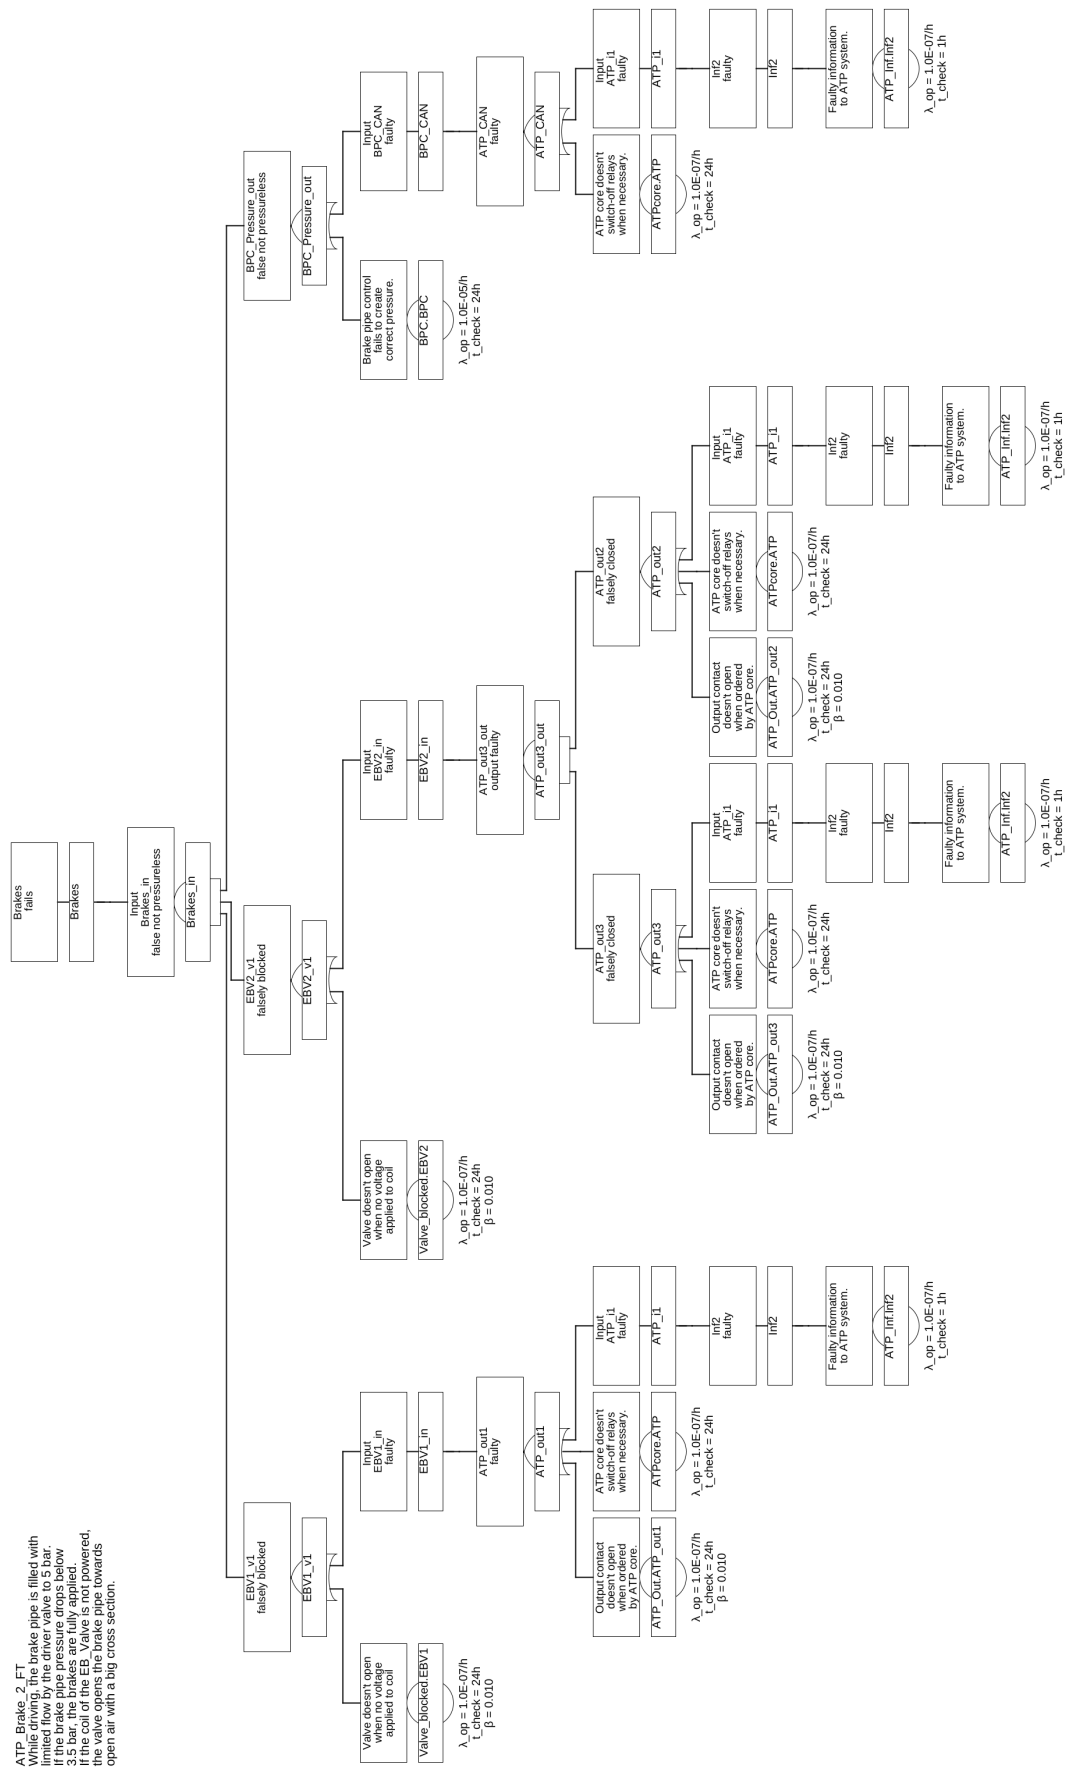 ATP_Brake_2_FT
While driving, the brake pipe is filled with
limited flow by the driver valve to 5 bar.
If the brake pipe pressure drops below
3.5 bar, the brakes are fully applied.
If the coil of the EB_Valve is not powered,
the valve opens the brake pipe towards
open air with a big cross section.
Brakes
fails
Brakes
Input
Brakes_in
false not pressureless
Brakes_in
EBV1_v1
falsely blocked
EBV1_v1
EBV2_v1
falsely blocked
EBV2_v1
BPC_Pressure_out
false not pressureless
BPC_Pressure_out
Valve doesn't open
when no voltage
applied to coil
Valve_blocked.EBV1
λ_op = 1.0E-07/h
t_check = 24h
β = 0.010
Input
EBV1_in
faulty
EBV1_in
Valve doesn't open
when no voltage
applied to coil
Valve_blocked.EBV2
λ_op = 1.0E-07/h
t_check = 24h
β = 0.010
Input
EBV2_in
faulty
EBV2_in
Brake pipe control
fails to create
correct pressure.
BPC.BPC
λ_op = 1.0E-05/h
t_check = 24h
Input
BPC_CAN
faulty
BPC_CAN
ATP_out1
faulty
ATP_out1
ATP_out3_out
output faulty
ATP_out3_out
ATP_CAN
faulty
ATP_CAN
Output contact
doesn't open
when ordered
by ATP core.
ATP_Out.ATP_out1
λ_op = 1.0E-07/h
t_check = 24h
β = 0.010
ATP core doesn't
switch-off relays
when necessary.
ATPcore.ATP
λ_op = 1.0E-07/h
t_check = 24h
Input
ATP_i1
faulty
ATP_i1
ATP_out3
falsely closed
ATP_out3
ATP_out2
falsely closed
ATP_out2
ATP core doesn't
switch-off relays
when necessary.
ATPcore.ATP
λ_op = 1.0E-07/h
t_check = 24h
Input
ATP_i1
faulty
ATP_i1
Inf2
faulty
Inf2
Output contact
doesn't open
when ordered
by ATP core.
ATP_Out.ATP_out3
λ_op = 1.0E-07/h
t_check = 24h
β = 0.010
ATP core doesn't
switch-off relays
when necessary.
ATPcore.ATP
λ_op = 1.0E-07/h
t_check = 24h
Input
ATP_i1
faulty
ATP_i1
Output contact
doesn't open
when ordered
by ATP core.
ATP_Out.ATP_out2
λ_op = 1.0E-07/h
t_check = 24h
β = 0.010
ATP core doesn't
switch-off relays
when necessary.
ATPcore.ATP
λ_op = 1.0E-07/h
t_check = 24h
Input
ATP_i1
faulty
ATP_i1
Inf2
faulty
Inf2
Faulty information
to ATP system.
ATP_Inf.Inf2
λ_op = 1.0E-07/h
t_check = 1h
Inf2
faulty
Inf2
Inf2
faulty
Inf2
Faulty information
to ATP system.
ATP_Inf.Inf2
λ_op = 1.0E-07/h
t_check = 1h
Faulty information
to ATP system.
ATP_Inf.Inf2
λ_op = 1.0E-07/h
t_check = 1h
Faulty information
to ATP system.
ATP_Inf.Inf2
λ_op = 1.0E-07/h
t_check = 1h